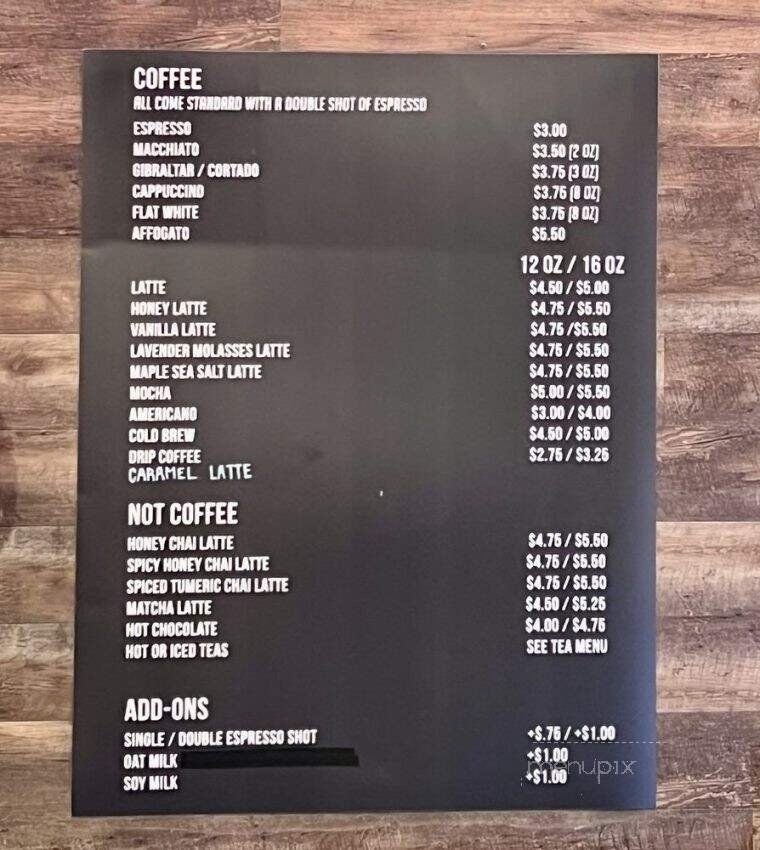 COFFEE
ALL COME STANDARD WITH A DOUBLE SHOT OF ESPRESSO
ESPRESSO $3.00
MACCHIATO $3.50 (2 OZ)
GIBRALTAR / CORTADO $3.75 (3 OZ)
CAPPUCCINO $3.75 (8 OZ)
FLAT WHITE $3.75 (8 OZ)
AFFOGATO $5.50
12 OZ / 16 OZ
LATTE $4.50 / $5.00
HONEY LATTE $4.75 / $5.50
VANILLA LATTE $4.75 /$5.50
LAVENDER MOLASSES LATTE $4.75 / $5.50
MAPLE SEA SALT LATTE $4.75 / $5.50
MOCHA $5.00 / $5.50
AMERICANO $3.00 / $4.00
COLD BREW $4.50 / $5.00
DRIP COFFEE $2.75 / $3.25
CARAMEL LATTE
NOT COFFEE
HONEY CHAI LATTE $4.75 / $5.50
SPICY HONEY CHAI LATTE $4.75 / $5.50
SPICED TUMERIC CHAI LATTE $4.75 / $5.50
MATCHA LATTE $4.50 / $5.25
HOT CHOCOLATE $4.00 / $4.75
HOT OR ICED TEAS SEE TEA MENU
ADD-ONS
SINGLE / DOUBLE ESPRESSO SHOT +$.75 / +$1.00
OAT MILK +$1.00
SOY MILK +$1.00
menupix